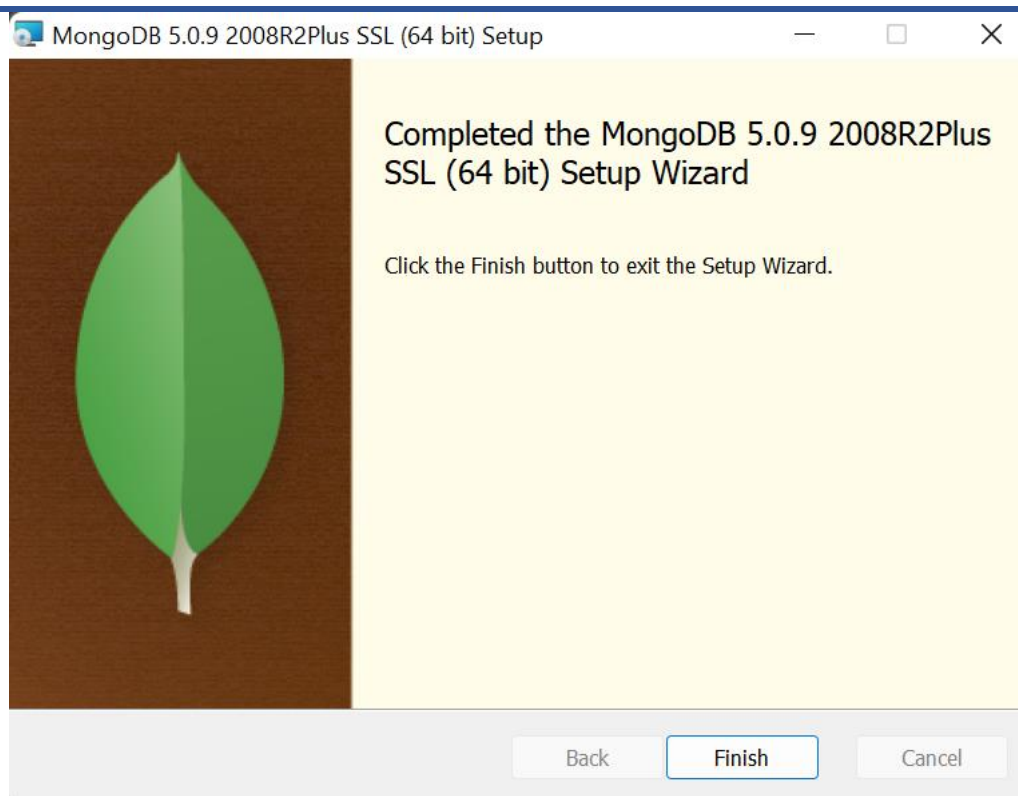 MongoDB 5.0.9 2008R2Plus SSL (64 bit) Setup
Completed the MongoDB 5.0.9 2008R2Plus
SSL (64 bit) Setup Wizard
Click the Finish button to exit the Setup Wizard.
Back
Finish
Cancel